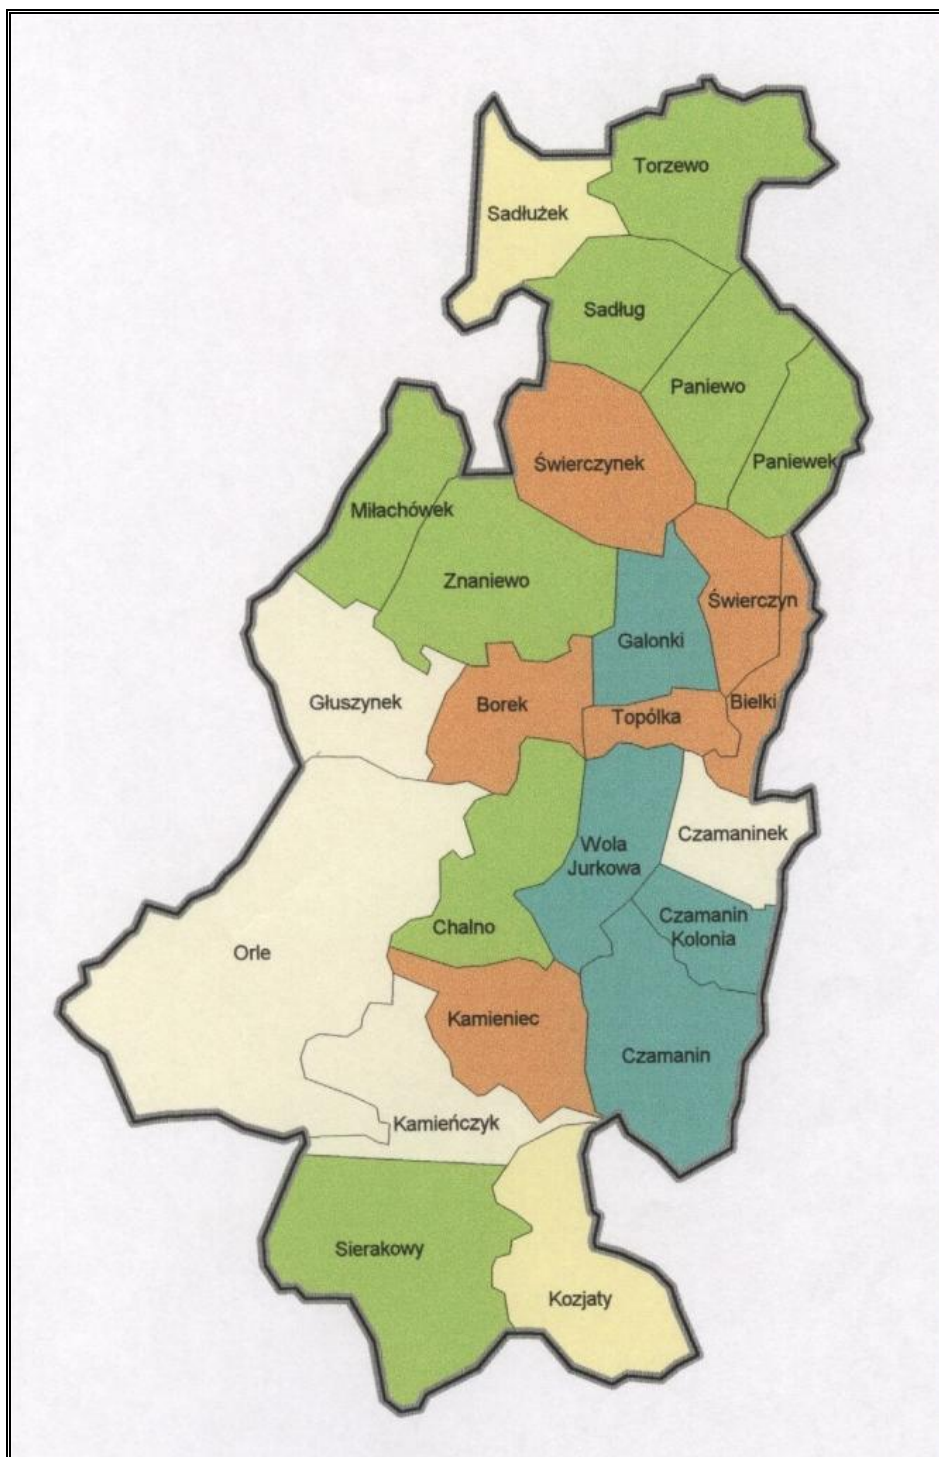 Torzewo
Sadłużek
Sadług
Paniewo
Paniewek
Świerczynek
Miłachówek
Znaniewo
Świerczyn
Galonki
Głuszynek
Borek
Topólka
Bielki
Czamaninek
Wola
Jurkowa
Czamanin
Kolonia
Chalno
Orle
Kamieniec
Czamanin
Kamieńczyk
Sierakowy
Kozjaty